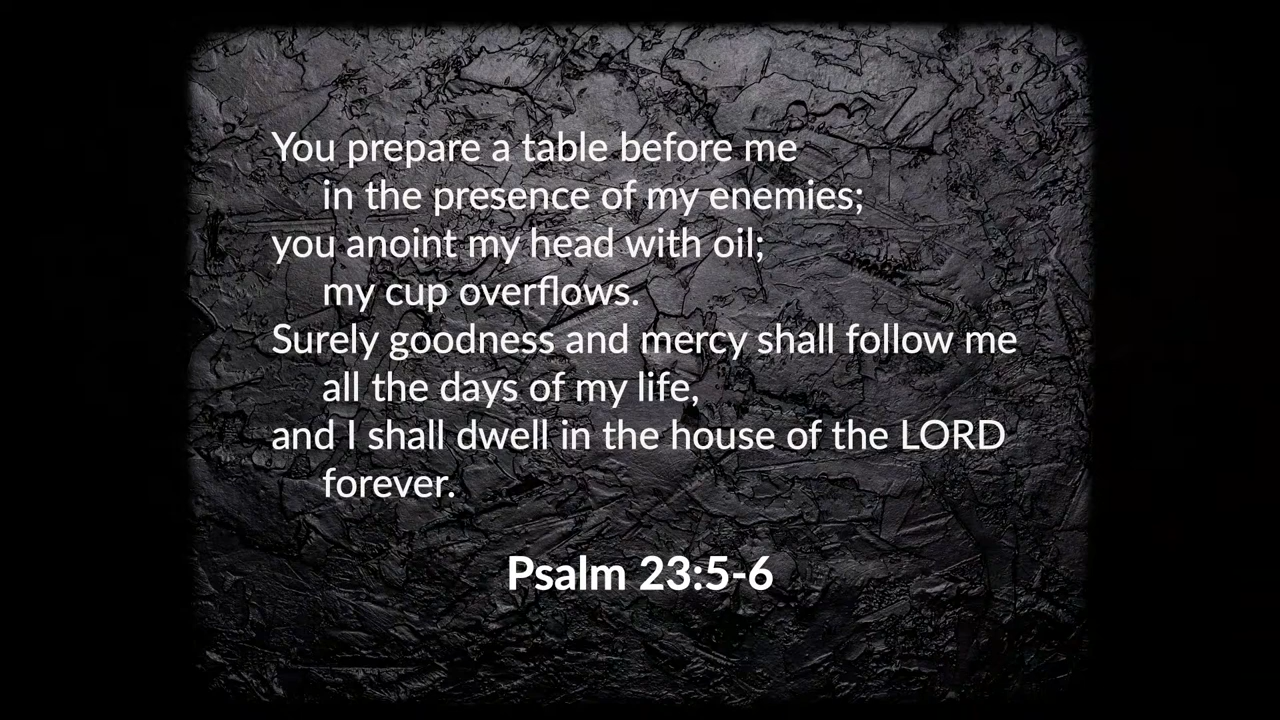 You prepare a table before me
in the presence of my enemies;
you anoint my head with oil;
my cup overflows.
Surely goodness and mercy shall follow me
all the days of my life,
and I shall dwell in the house of the LORD
forever.
Psalm 23:5-6